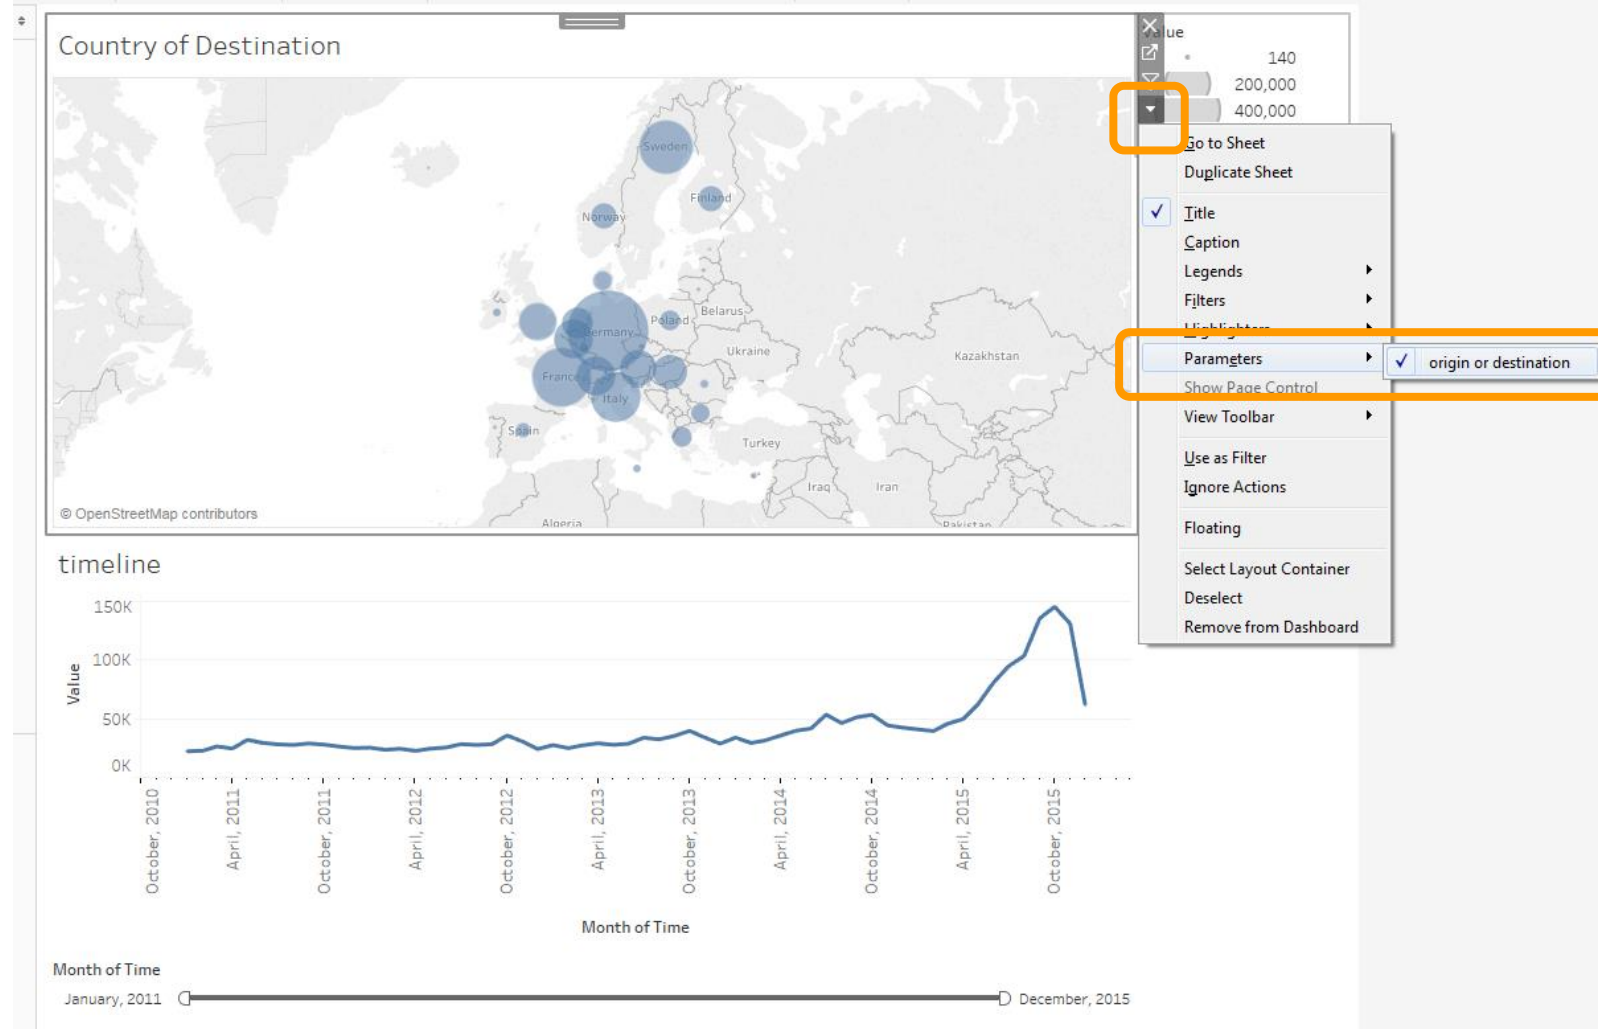 Country of Destination
Value
140
200,000
400,000
Sweden
Finland
Norway
Belarus
Poland
Germany
Ukraine
Kazakhstan
France
Italy
Spain
Turkey
Iraq
Iran
Algeria
Pakistan
© OpenStreetMap contributors
Go to Sheet
Duplicate Sheet
Title
Caption
Legends
Filters
Highlighters
Parameters
origin or destination
Show Page Control
View Toolbar
Use as Filter
Ignore Actions
Floating
Select Layout Container
Deselect
Remove from Dashboard
timeline
150K
100K
50K
0K
Value
October, 2010
April, 2011
October, 2011
April, 2012
October, 2012
April, 2013
October, 2013
April, 2014
October, 2014
April, 2015
October, 2015
Month of Time
Month of Time
January, 2011
December, 2015